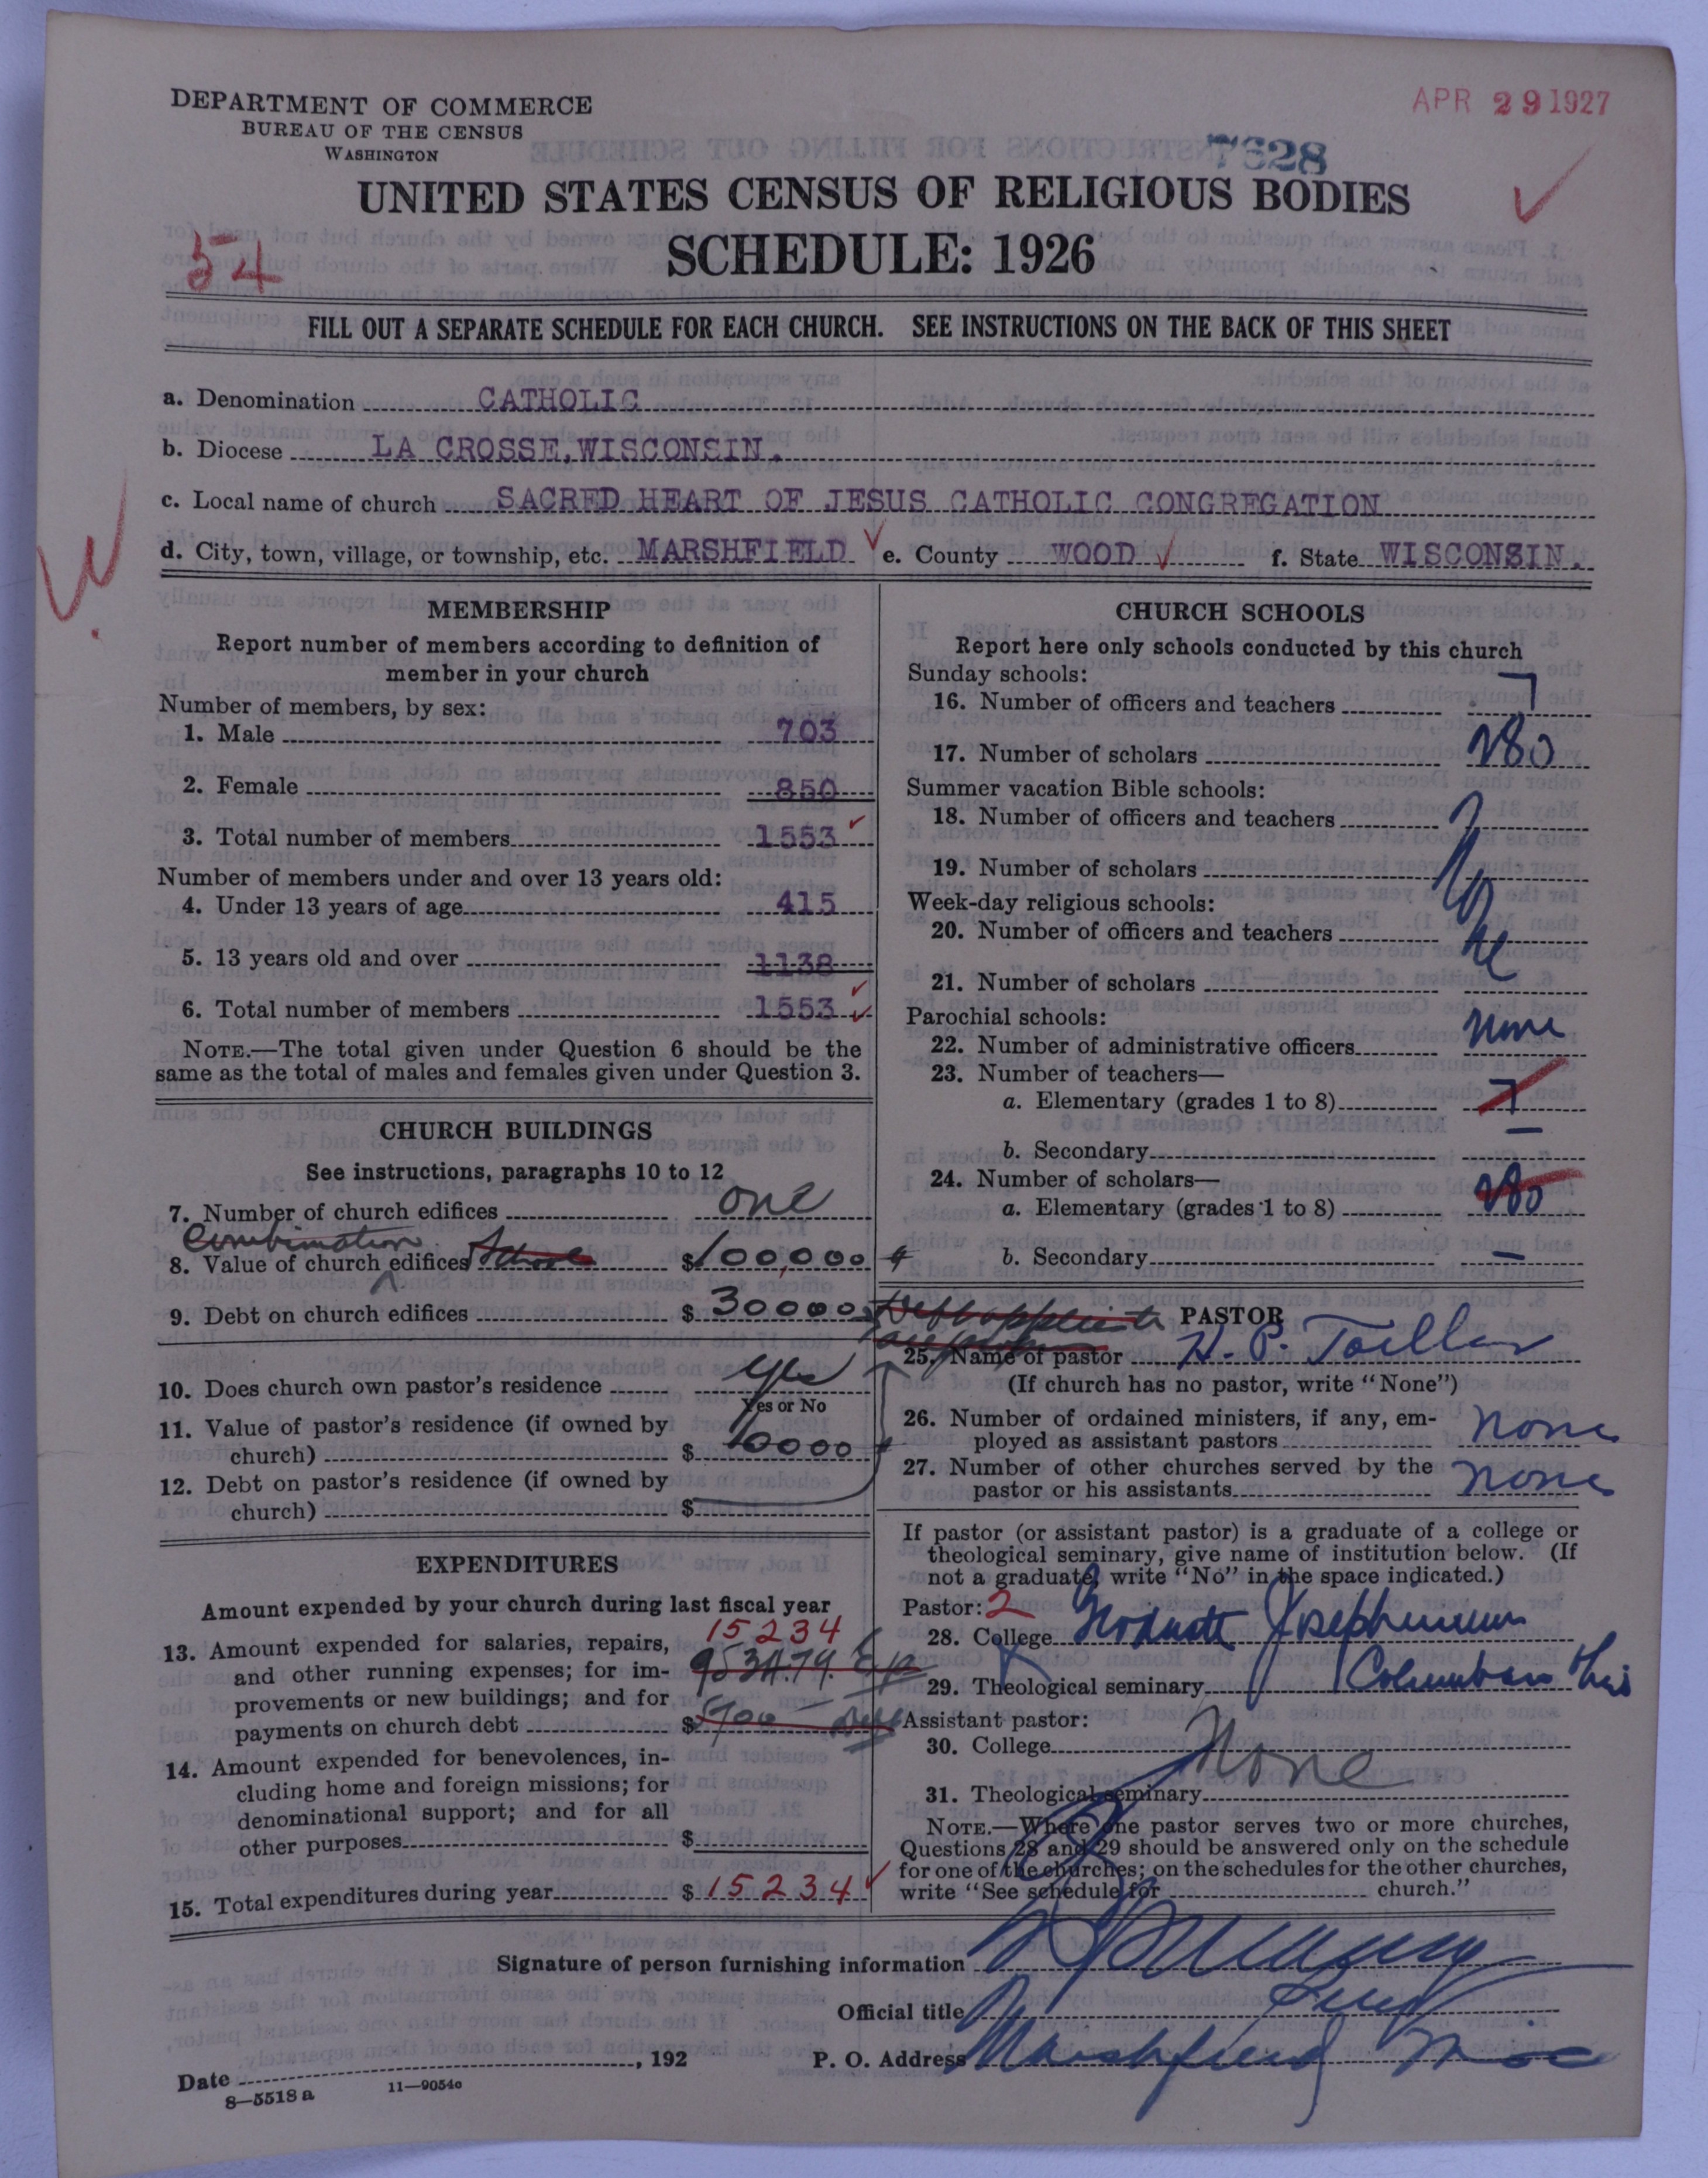 DEPARTMENT OF COMMERCE
BUREAU OF THE CENSUS
WASHINGTON
APR 29 1927
7628
UNITED STATES CENSUS OF RELIGIOUS BODIES
SCHEDULE: 1926
54
FILL OUT A SEPARATE SCHEDULE FOR EACH CHURCH. SEE INSTRUCTIONS ON THE BACK OF THIS SHEET
a. Denomination CATHOLIC
b. Diocese LA CROSSE, WISCONSIN.
c. Local name of church SACRED HEART OF JESUS CATHOLIC CONGREGATION
d. City, town, village, or township, etc. MARSHFIELD e. County WOOD f. State WISCONSIN.
MEMBERSHIP
Report number of members according to definition of
member in your church
Number of members, by sex:
1. Male 703
2. Female 850
3. Total number of members 1553
Number of members under and over 13 years old:
4. Under 13 years of age 415
5. 13 years old and over 1138
6. Total number of members 1553
NOTE.—The total given under Question 6 should be the
same as the total of males and females given under Question 3.
CHURCH BUILDINGS
See instructions, paragraphs 10 to 12
7. Number of church edifices one
Combination
8. Value of church edifices School $100,000
9. Debt on church edifices $30000
10. Does church own pastor's residence yes
Yes or No
11. Value of pastor's residence (if owned by
church) $10000
12. Debt on pastor's residence (if owned by
church) $
EXPENDITURES
Amount expended by your church during last fiscal year
15234
13. Amount expended for salaries, repairs,
and other running expenses; for im-
provements or new buildings; and for
payments on church debt $
14. Amount expended for benevolences, in-
cluding home and foreign missions; for
denominational support; and for all
other purposes $
15. Total expenditures during year $15234
CHURCH SCHOOLS
Report here only schools conducted by this church
Sunday schools:
16. Number of officers and teachers 7
17. Number of scholars 280
Summer vacation Bible schools:
18. Number of officers and teachers
19. Number of scholars
Week-day religious schools:
20. Number of officers and teachers
21. Number of scholars
Parochial schools:
22. Number of administrative officers none
23. Number of teachers—
a. Elementary (grades 1 to 8) 7
b. Secondary —
24. Number of scholars—
a. Elementary (grades 1 to 8) 280
b. Secondary —
PASTOR
25. Name of pastor H. P.
(If church has no pastor, write "None")
26. Number of ordained ministers, if any, em-
ployed as assistant pastors none
27. Number of other churches served by the
pastor or his assistants none
If pastor (or assistant pastor) is a graduate of a college or
theological seminary, give name of institution below. (If
not a graduate, write "No" in the space indicated.)
Pastor: 2
28. College Graduate Josephinum
29. Theological seminary Columbus Ohio
Assistant pastor:
30. College None
31. Theological seminary
NOTE.—Where one pastor serves two or more churches,
Questions 28 and 29 should be answered only on the schedule
for one of the churches; on the schedules for the other churches,
write "See schedule for church."
Signature of person furnishing information
Official title
Date , 192
P. O. Address Marshfield Wisc
8—5518 a 11—9054c